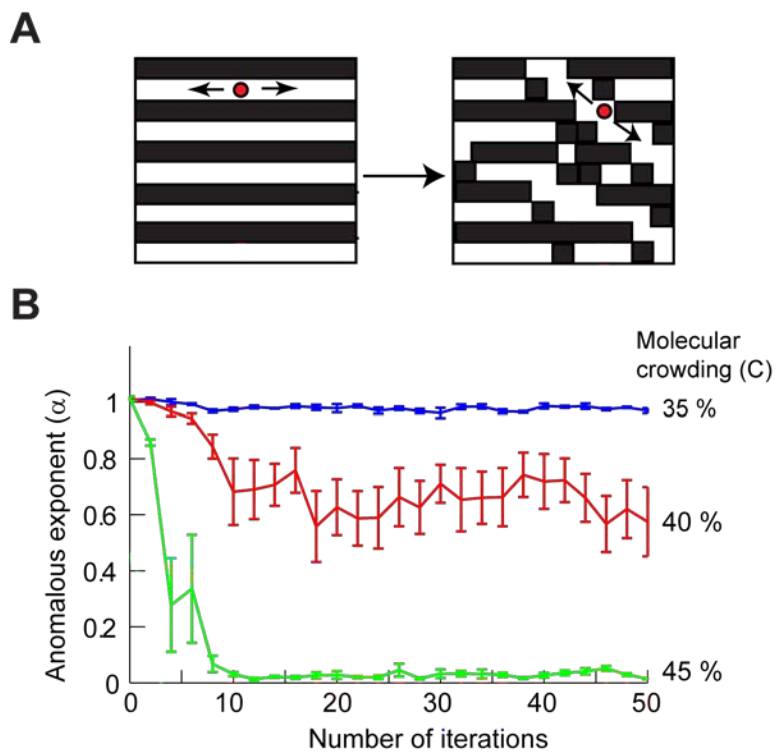 A
B
Molecular
crowding (C)
35 %
40 %
45 %
Anomalous exponent (α)
1
0.8
0.6
0.4
0.2
0
0 10 20 30 40 50
Number of iterations